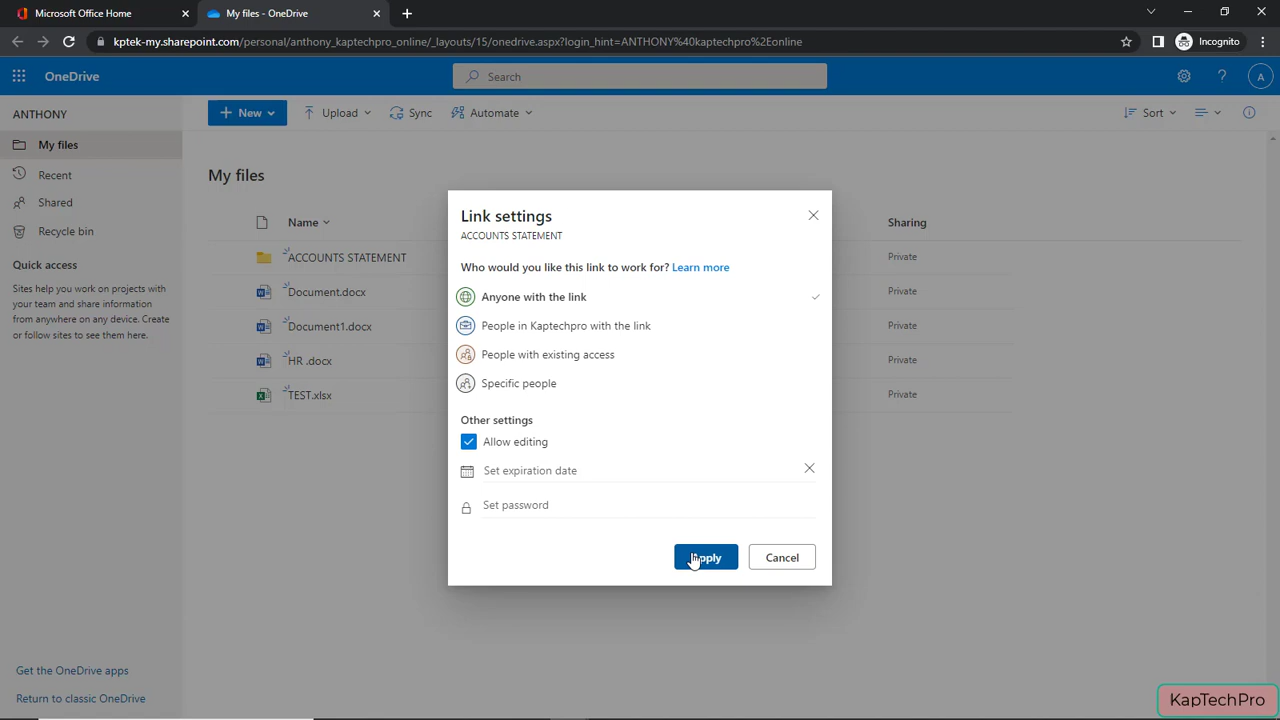 Microsoft Office Home
My files - OneDrive
kptek-my.sharepoint.com/personal/anthony_kaptechpro_online/_layouts/15/onedrive.aspx?login_hint=ANTHONY%40kaptechpro%2Eonline
Incognito
OneDrive
Search
A
ANTHONY
New
Upload
Sync
Automate
Sort
My files
Recent
Shared
Recycle bin
Quick access
Sites help you work on projects with
your team and share information
from anywhere on any device. Create
or follow sites to see them here.
My files
Name
Sharing
ACCOUNTS STATEMENT
Private
Document.docx
Private
Document1.docx
Private
HR .docx
Private
TEST.xlsx
Private
Link settings
ACCOUNTS STATEMENT
Who would you like this link to work for? Learn more
Anyone with the link
People in Kaptechpro with the link
People with existing access
Specific people
Other settings
Allow editing
Set expiration date
Set password
Apply
Cancel
Get the OneDrive apps
Return to classic OneDrive
KapTechPro